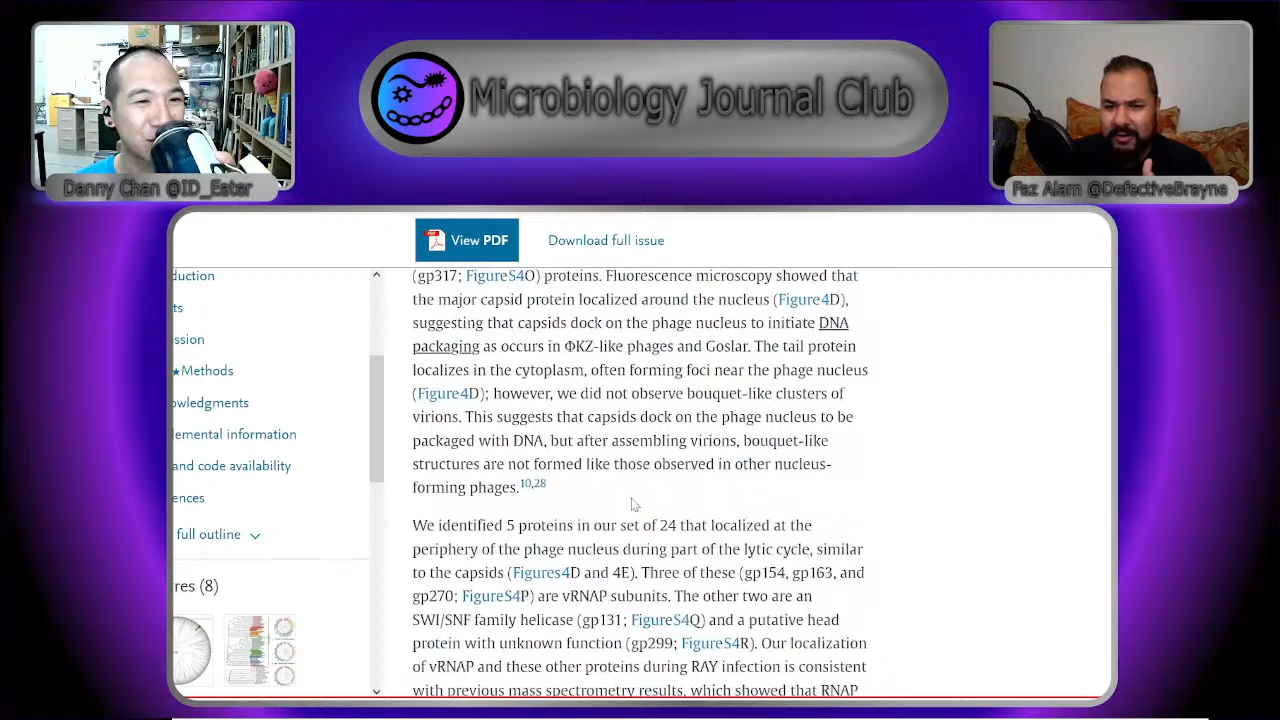 Microbiology Journal Club
Danny Chan @ID_Eater
Faz Alam @DefectiveBrayne
View PDF
Download full issue
duction
ts
ssion
★Methods
owledgments
lemental information
and code availability
ences
full outline
res (8)
(gp317; FigureS4O) proteins. Fluorescence microscopy showed that
the major capsid protein localized around the nucleus (Figure4D),
suggesting that capsids dock on the phage nucleus to initiate DNA
packaging as occurs in ΦKZ-like phages and Goslar. The tail protein
localizes in the cytoplasm, often forming foci near the phage nucleus
(Figure4D); however, we did not observe bouquet-like clusters of
virions. This suggests that capsids dock on the phage nucleus to be
packaged with DNA, but after assembling virions, bouquet-like
structures are not formed like those observed in other nucleus-
forming phages.10,28
We identified 5 proteins in our set of 24 that localized at the
periphery of the phage nucleus during part of the lytic cycle, similar
to the capsids (Figures4D and 4E). Three of these (gp154, gp163, and
gp270; FigureS4P) are vRNAP subunits. The other two are an
SWI/SNF family helicase (gp131; FigureS4Q) and a putative head
protein with unknown function (gp299; FigureS4R). Our localization
of vRNAP and these other proteins during RAY infection is consistent
with previous mass spectrometry results, which showed that RNAP